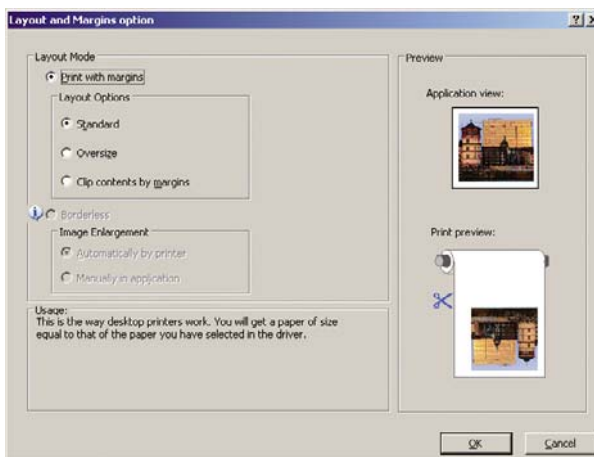 Layout and Margins option
Layout Mode
Print with margins
Layout Options
Standard
Oversize
Clip contents by margins
Borderless
Image Enlargement
Automatically by printer
Manually in application
Usage:
This is the way desktop printers work. You will get a paper of size
equal to that of the paper you have selected in the driver.
Preview
Application view:
Print preview:
OK
Cancel